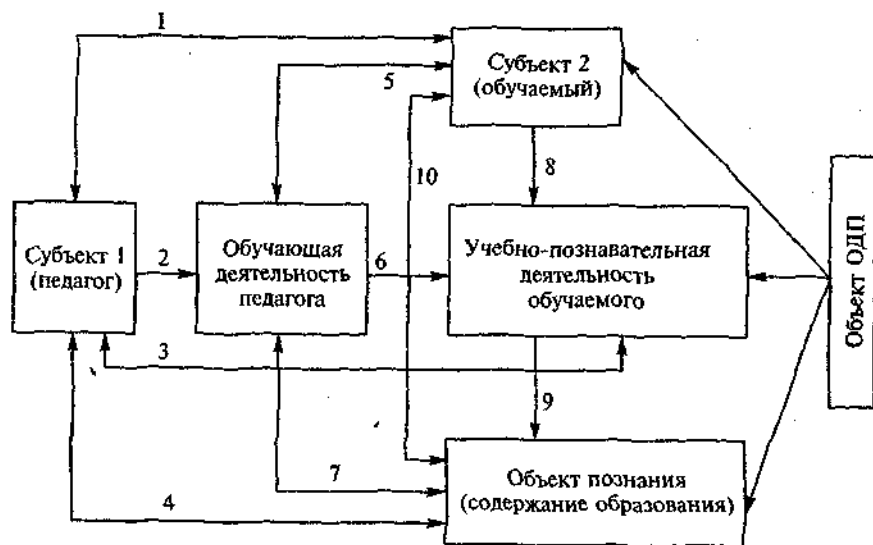 1
Субъект 2
(обучаемый)
5
10
8
Субъект 1
(педагог)
2
Обучающая
деятельность
педагога
6
Учебно-познавательная
деятельность
обучаемого
Объект ОДП
3
9
7
4
Объект познания
(содержание образования)